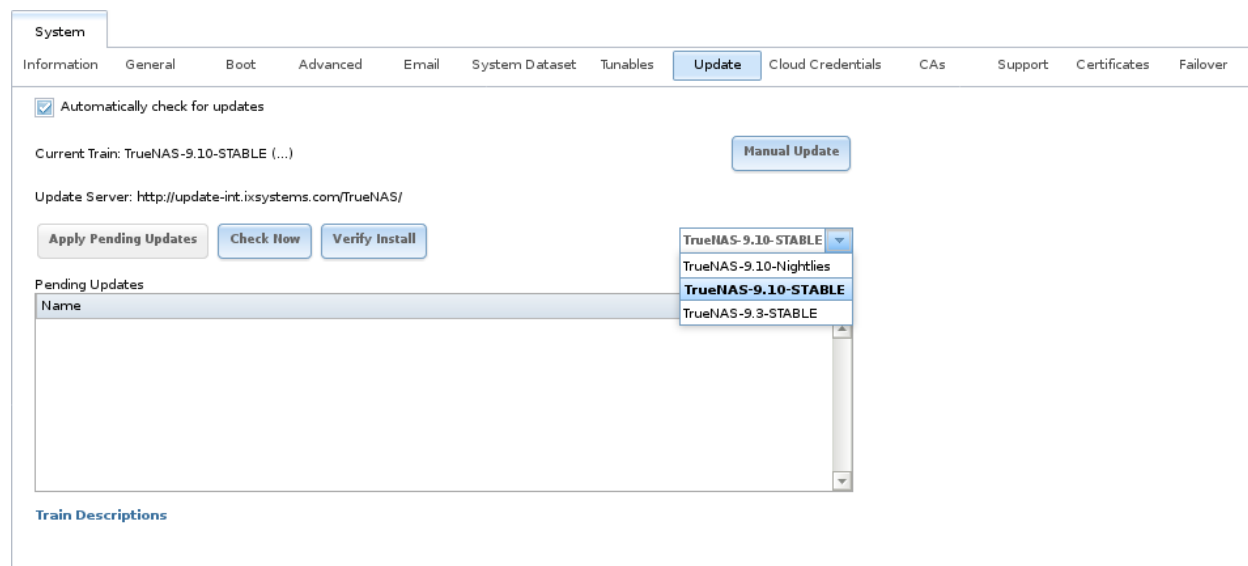 System
Information General Boot Advanced Email System Dataset Tunables Update Cloud Credentials CAs Support Certificates Failover
Automatically check for updates
Current Train: TrueNAS-9.10-STABLE (...)
Manual Update
Update Server: http://update-int.ixsystems.com/TrueNAS/
Apply Pending Updates Check Now Verify Install TrueNAS-9.10-STABLE
TrueNAS-9.10-Nightlies
Pending Updates TrueNAS-9.10-STABLE
Name TrueNAS-9.3-STABLE
Train Descriptions